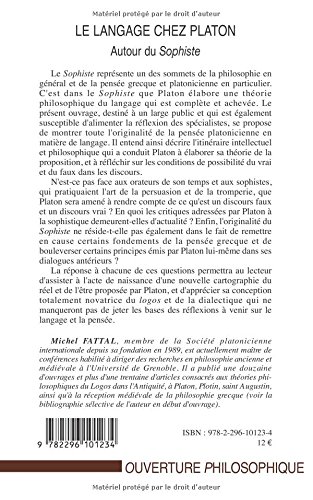 Matériel protégé par le droit d'auteur
LE LANGAGE CHEZ PLATON
Autour du Sophiste
Le Sophiste représente un des sommets de la philosophie en
général et de la pensée grecque et platonicienne en particulier.
C'est dans le Sophiste que Platon élabore une théorie
philosophique du langage qui est complète et achevée. Le
présent ouvrage, destiné à un large public et qui est également
susceptible d'alimenter la réflexion des spécialistes, se propose
de montrer toute l'originalité de la pensée platonicienne en
matière de langage. Il entend ainsi décrire l'itinéraire intellectuel
et philosophique qui a conduit Platon à élaborer sa théorie de la
proposition, et à réfléchir sur les conditions de possibilité du vrai
et du faux dans les discours.
N'est-ce pas face aux orateurs de son temps et aux sophistes,
qui pratiquaient l'art de la persuasion et de la tromperie, que
Platon sera amené à rendre compte de ce qu'est un discours faux
et un discours vrai ? En quoi les critiques adressées par Platon à
la sophistique demeurent-elles d'actualité ? Enfin, l'originalité du
Sophiste ne réside-t-elle pas également dans le fait de remettre
en cause certains fondements de la pensée grecque et de
bouleverser certains principes émis par Platon lui-même dans ses
dialogues antérieurs ?
La réponse à chacune de ces questions permettra au lecteur
d'assister à l'acte de naissance d'une nouvelle cartographie du
réel et de l'être proposée par Platon, et d'apprécier sa conception
totalement novatrice du logos et de la dialectique qui ne
manqueront pas de jeter les bases des réflexions à venir sur le
langage et la pensée.
Michel FATTAL, membre de la Société platonicienne
internationale depuis sa fondation en 1989, est actuellement maître de
conférences habilité à diriger des recherches en philosophie ancienne et
médiévale à l'Université de Grenoble. Il a publié une douzaine
d'ouvrages et plus d'une trentaine d'articles consacrés aux théories phi-
losophiques du Logos dans l'Antiquité, à Platon, Plotin, saint Augustin,
ainsi qu'à la réception médiévale de la philosophie grecque (voir la
bibliographie sélective de l'auteur en début d'ouvrage).
9 782296 101234
ISBN : 978-2-296-10123-4
12 €
OUVERTURE PHILOSOPHIQUE
Matériel protégé par le droit d'auteur